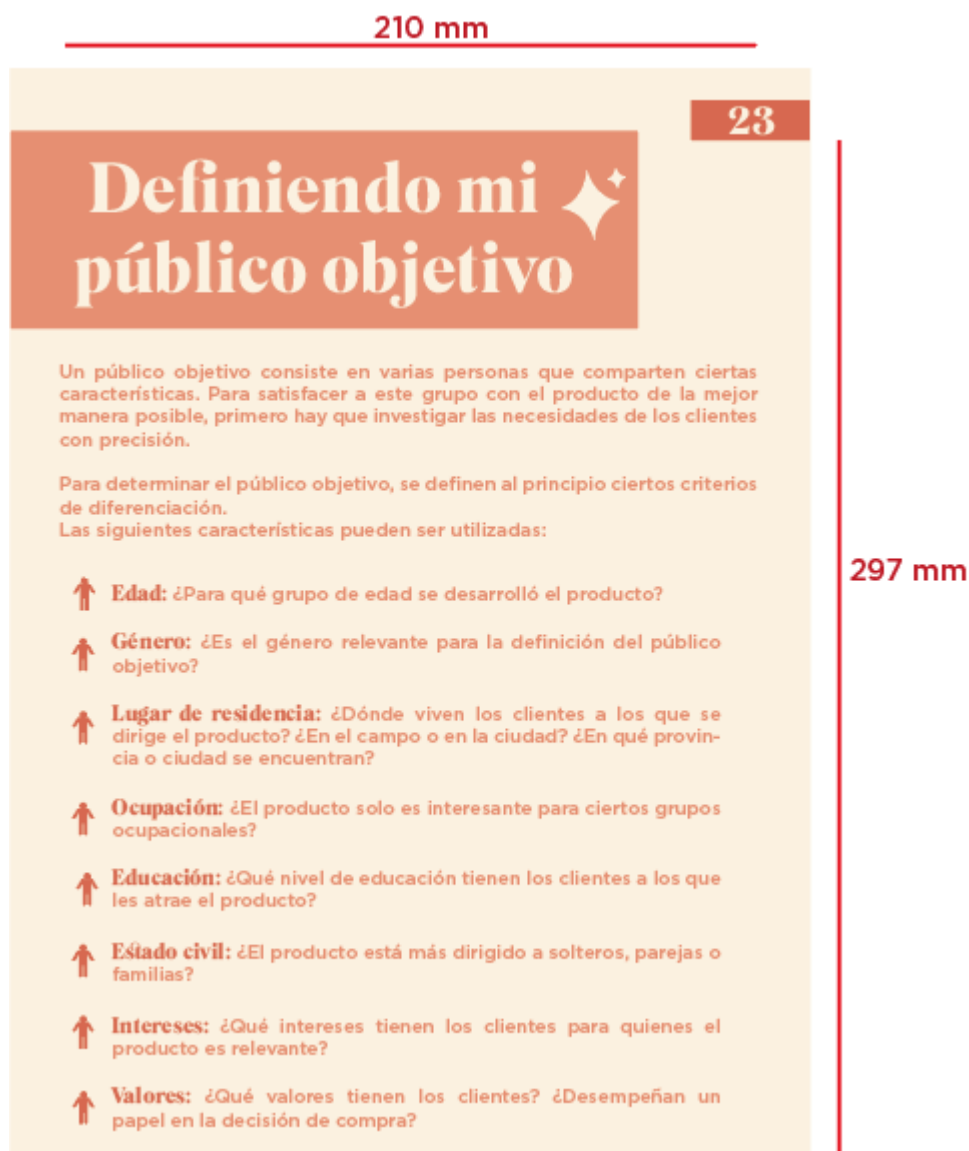 210 mm
23
Definiendo mi
público objetivo
Un público objetivo consiste en varias personas que comparten ciertas
características. Para satisfacer a este grupo con el producto de la mejor
manera posible, primero hay que investigar las necesidades de los clientes
con precisión.
Para determinar el público objetivo, se definen al principio ciertos criterios
de diferenciación.
Las siguientes características pueden ser utilizadas:
297 mm
Edad: ¿Para qué grupo de edad se desarrolló el producto?
Género: ¿Es el género relevante para la definición del público
objetivo?
Lugar de residencia: ¿Dónde viven los clientes a los que se
dirige el producto? ¿En el campo o en la ciudad? ¿En qué provin-
cia o ciudad se encuentran?
Ocupación: ¿El producto solo es interesante para ciertos grupos
ocupacionales?
Educación: ¿Qué nivel de educación tienen los clientes a los que
les atrae el producto?
Estado civil: ¿El producto está más dirigido a solteros, parejas o
familias?
Intereses: ¿Qué intereses tienen los clientes para quienes el
producto es relevante?
Valores: ¿Qué valores tienen los clientes? ¿Desempeñan un
papel en la decisión de compra?